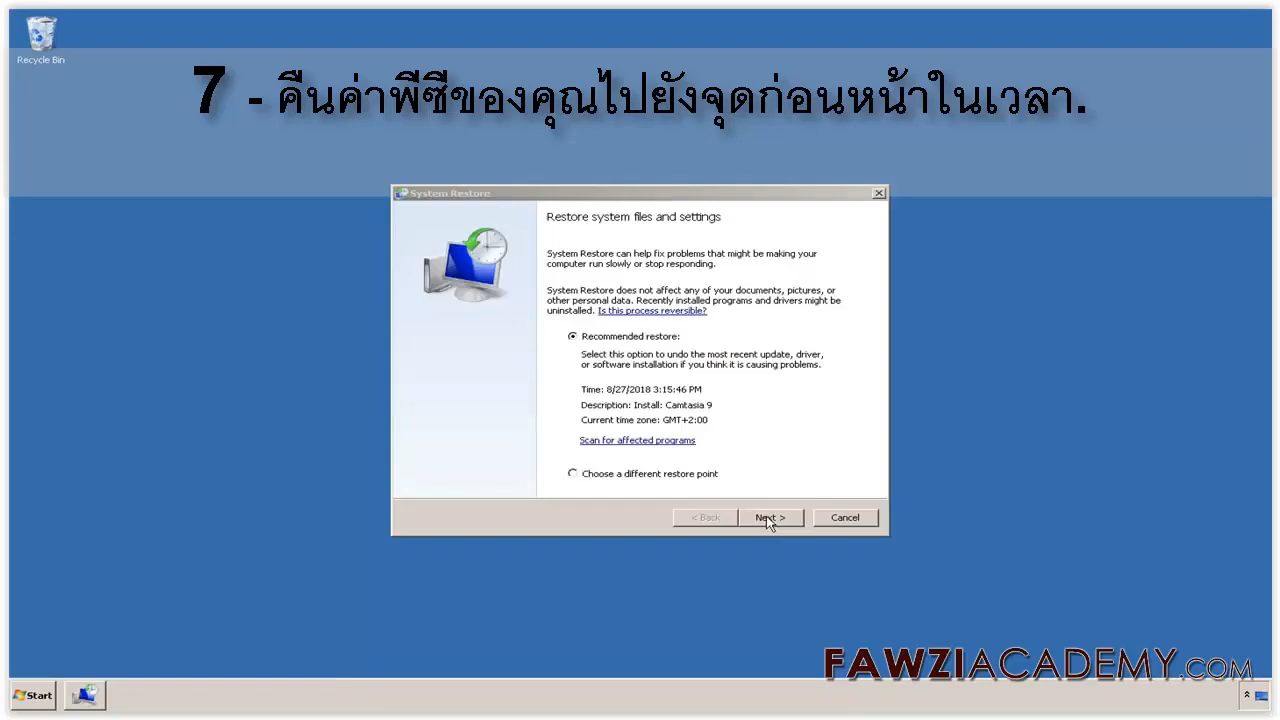 Recycle Bin
7 - คืนค่าพีซีของคุณไปยังจุดก่อนหน้าในเวลา.
System Restore
Restore system files and settings
System Restore can help fix problems that might be making your
computer run slowly or stop responding.
System Restore does not affect any of your documents, pictures, or
other personal data. Recently installed programs and drivers might be
uninstalled. Is this process reversible?
Recommended restore:
Select this option to undo the most recent update, driver,
or software installation if you think it is causing problems.
Time: 8/27/2018 3:15:46 PM
Description: Install: Camtasia 9
Current time zone: GMT+2:00
Scan for affected programs
Choose a different restore point
< Back Next > Cancel
FAWZIACADEMY.COM
Start